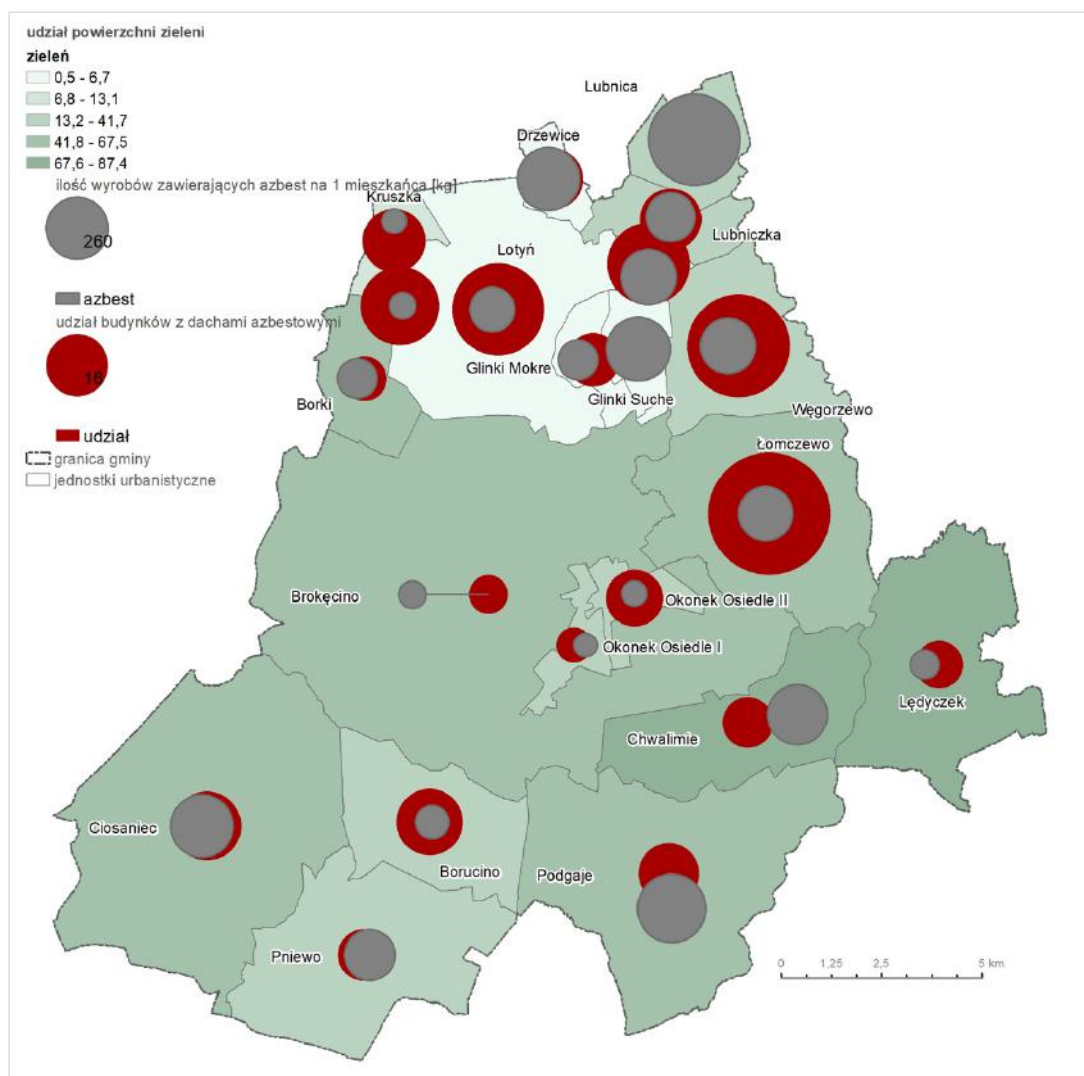 udział powierzchni zieleni
zieleń
0,5 - 6,7
6,8 - 13,1
13,2 - 41,7
41,8 - 67,5
67,6 - 87,4
ilość wyrobów zawierających azbest na 1 mieszkańca [kg]
260
azbest
udział budynków z dachami azbestowymi
16
udział
granica gminy
jednostki urbanistyczne
Lubnica
Drzewice
Kruszka
Lotyń
Lubniczka
Glinki Mokre
Glinki Suche
Borki
Węgorzewo
Łomczewo
Brokęcino
Okonek Osiedle II
Okonek Osiedle I
Lędyczek
Chwalimie
Ciosaniec
Borucino
Podgaje
Pniewo
0 1,25 2,5 5 km